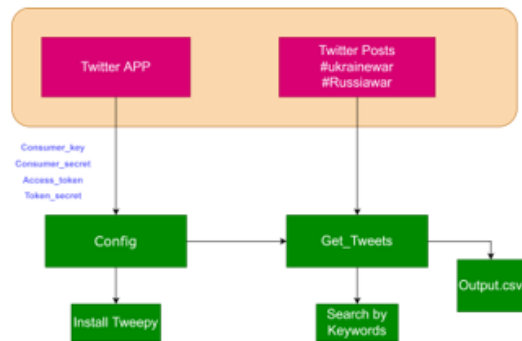 Twitter APP
Twitter Posts
#ukrainewar
#Russiawar
Consumer_key
Consumer_secret
Access_token
Token_secret
Config
Get_Tweets
Output.csv
Install Tweepy
Search by
Keywords